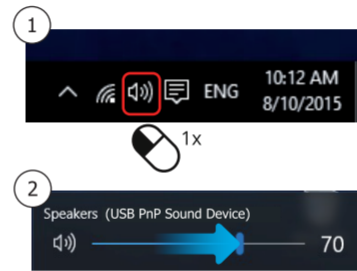 1
ENG
10:12 AM
8/10/2015
1x
2
Speakers (USB PnP Sound Device)
70